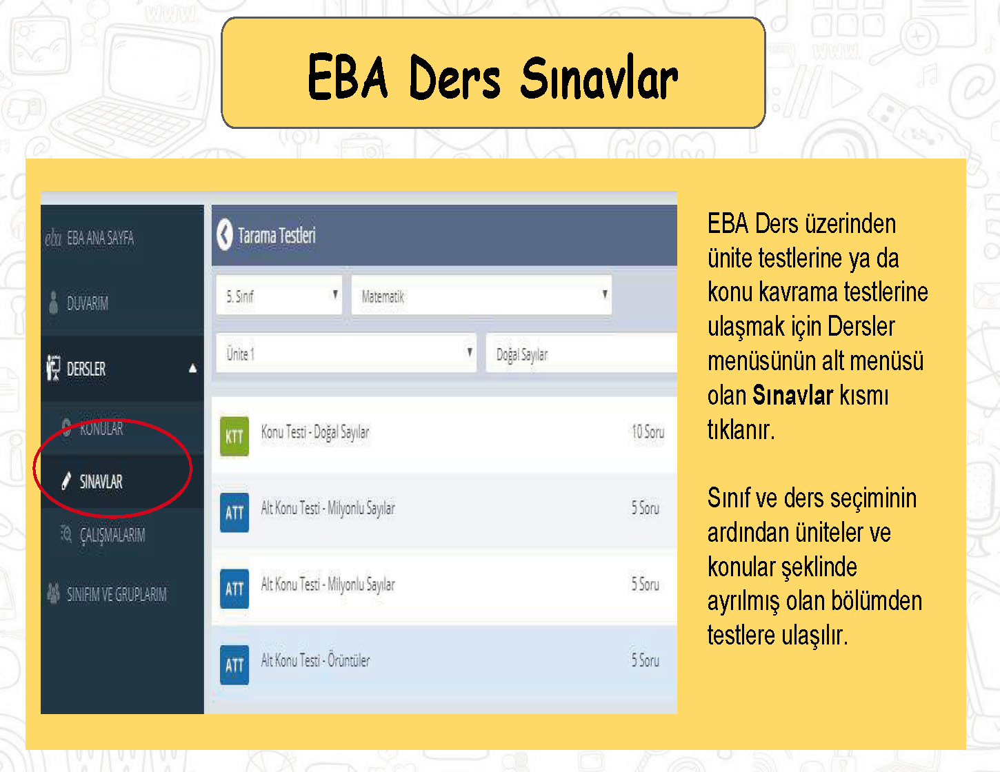 EBA Ders Sınavlar
eba EBA ANA SAYFA
DUVARIM
DERSLER
KONULAR
SINAVLAR
ÇALIŞMALARIM
SINIFIM VE GRUPLARIM
Tarama Testleri
5. Sınıf
Matematik
Ünite 1
Doğal Sayılar
KTT Konu Testi - Doğal Sayılar 10 Soru
ATT Alt Konu Testi - Milyonlu Sayılar 5 Soru
ATT Alt Konu Testi - Milyonlu Sayılar 5 Soru
ATT Alt Konu Testi - Örüntüler 5 Soru
EBA Ders üzerinden
ünite testlerine ya da
konu kavrama testlerine
ulaşmak için Dersler
menüsünün alt menüsü
olan Sınavlar kısmı
tıklanır.
Sınıf ve ders seçiminin
ardından üniteler ve
konular şeklinde
ayrılmış olan bölümden
testlere ulaşılır.